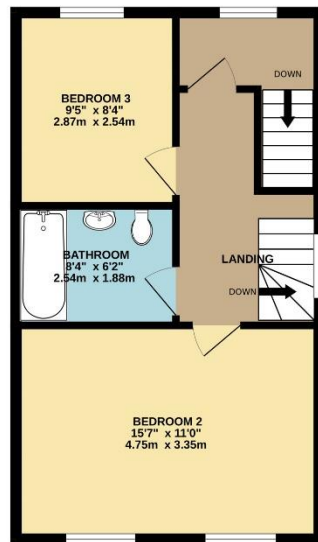 DOWN
BEDROOM 3
9'5" x 8'4"
2.87m x 2.54m
BATHROOM
8'4" x 6'2"
2.54m x 1.88m
LANDING
DOWN
BEDROOM 2
15'7" x 11'0"
4.75m x 3.35m